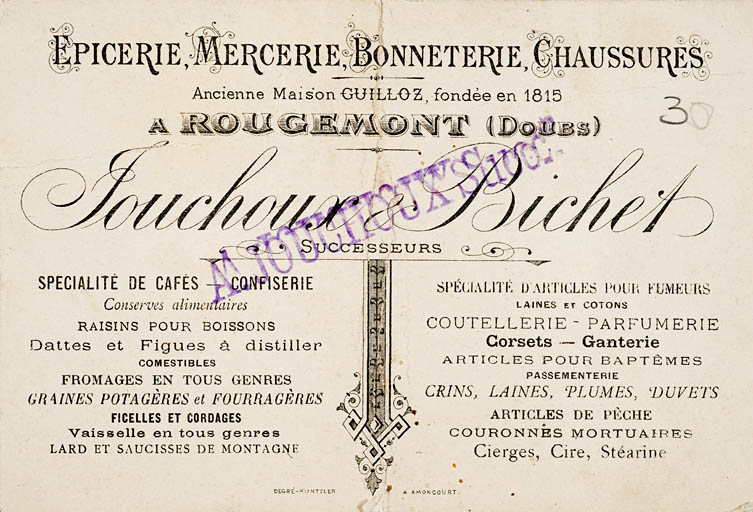 EPICERIE, MERCERIE, BONNETERIE, CHAUSSURES
Ancienne Maison GUILLOZ, fondée en 1815
A ROUGEMONT (DOUBS)
30
Jouchoux & Bichet
A. JOUCHOUX Succr.
SUCCESSEURS
SPECIALITÉ DE CAFÉS — CONFISERIE
Conserves alimentaires
RAISINS POUR BOISSONS
Dattes et Figues à distiller
COMESTIBLES
FROMAGES EN TOUS GENRES
GRAINES POTAGÈRES et FOURRAGÈRES
FICELLES ET CORDAGES
Vaisselle en tous genres
LARD ET SAUCISSES DE MONTAGNE
SPÉCIALITÉ D'ARTICLES POUR FUMEURS
LAINES ET COTONS
COUTELLERIE - PARFUMERIE
Corsets — Ganterie
ARTICLES POUR BAPTÊMES
PASSEMENTERIE
CRINS, LAINES, PLUMES, DUVETS
ARTICLES DE PÈCHE
COURONNES MORTUAIRES
Cierges, Cire, Stéarine
DEGRÉ-KUNTZLER A AMONCOURT.